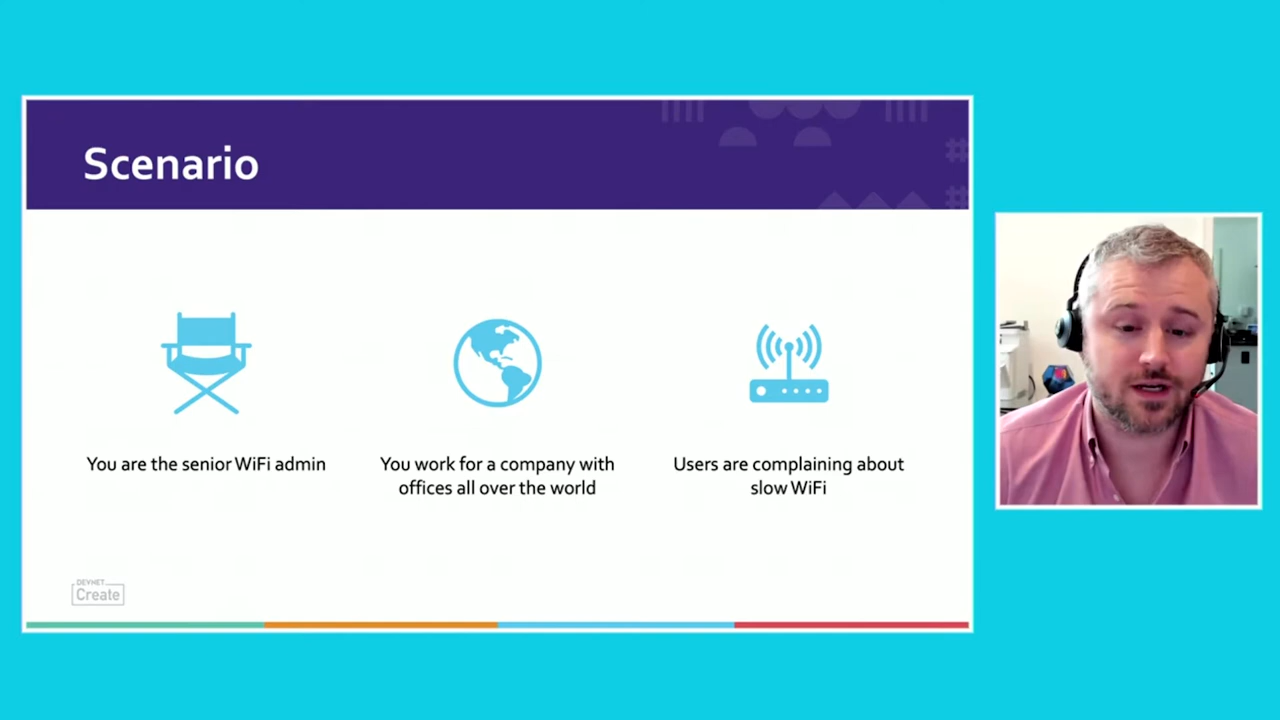 Scenario
You are the senior WiFi admin
You work for a company with
offices all over the world
Users are complaining about
slow WiFi
DEVNET
Create